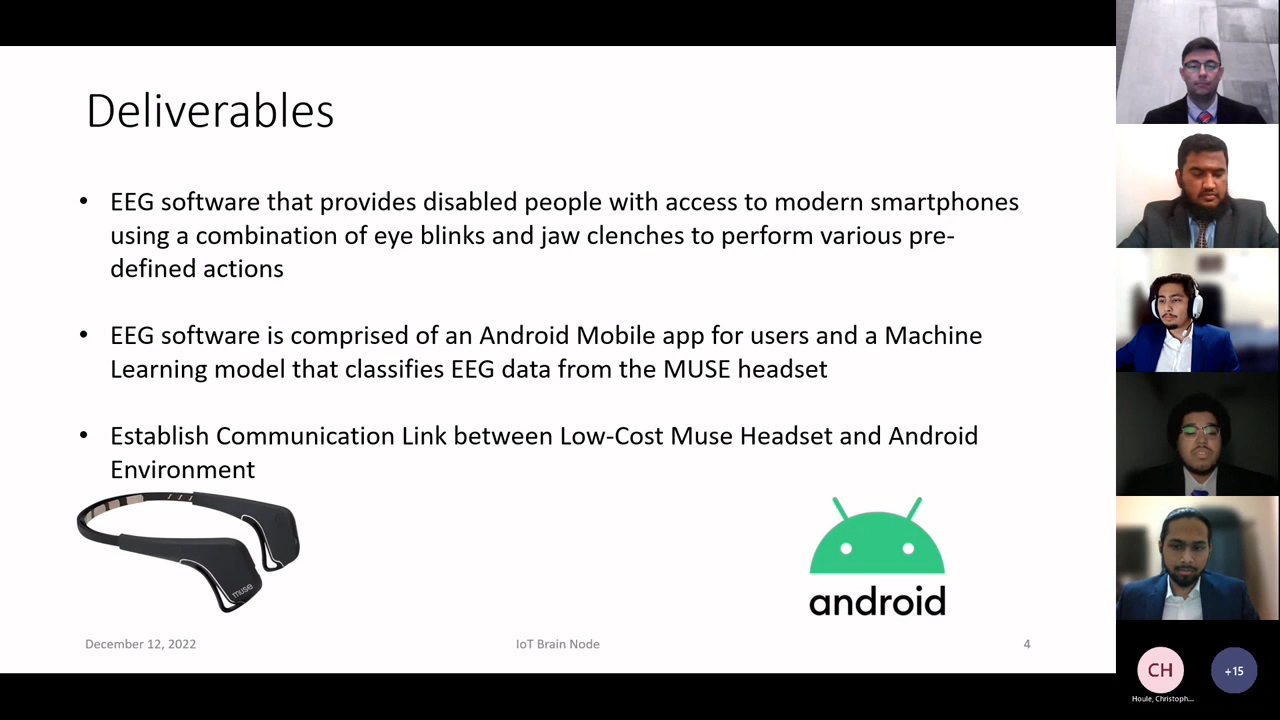 Deliverables
• EEG software that provides disabled people with access to modern smartphones
using a combination of eye blinks and jaw clenches to perform various pre-
defined actions
• EEG software is comprised of an Android Mobile app for users and a Machine
Learning model that classifies EEG data from the MUSE headset
• Establish Communication Link between Low-Cost Muse Headset and Android
Environment
muse
android
December 12, 2022
IoT Brain Node
4
CH
+15
Houle, Christoph...